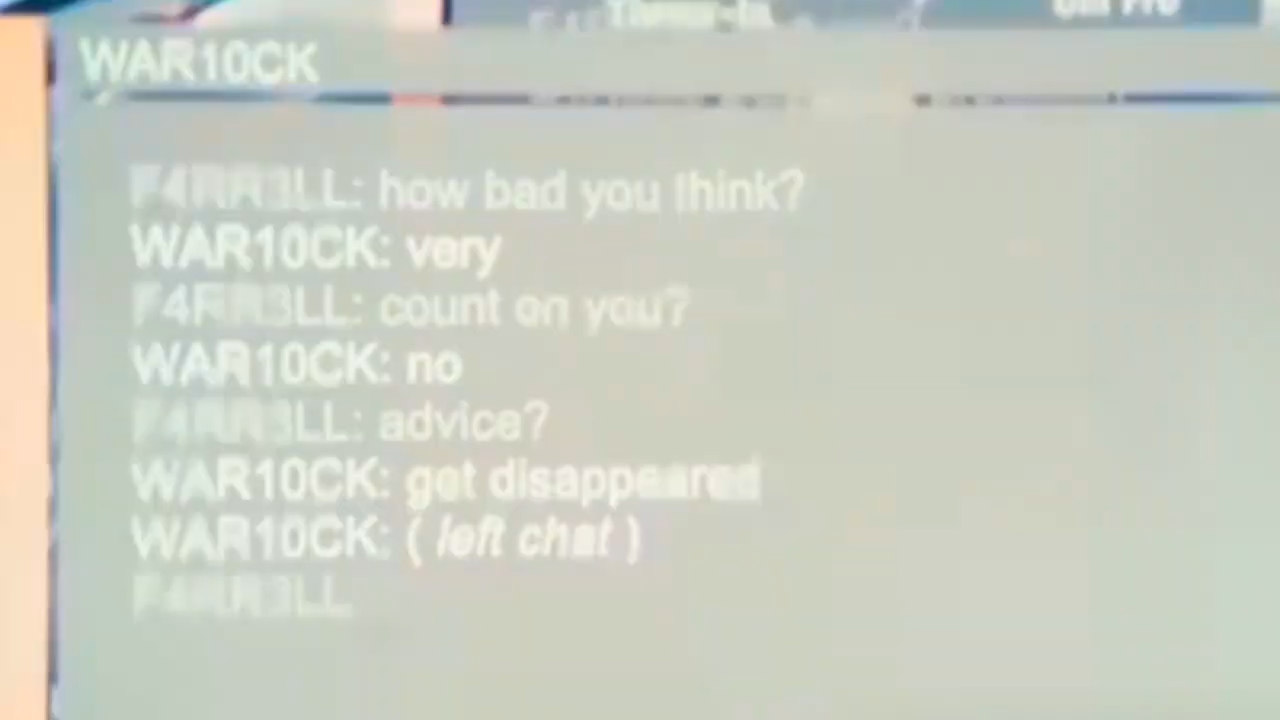 WAR10CK
F4RR3LL: how bad you think?
WAR10CK: very
F4RR3LL: count on you?
WAR10CK: no
F4RR3LL: advice?
WAR10CK: get disappeared
WAR10CK: ( left chat )
F4RR3LL